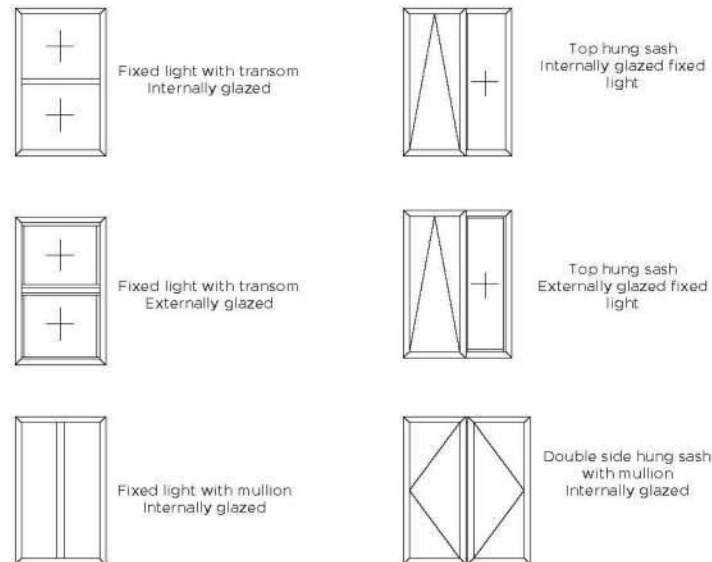 Fixed light with transom
Internally glazed
Top hung sash
Internally glazed fixed
light
Fixed light with transom
Externally glazed
Top hung sash
Externally glazed fixed
light
Fixed light with mullion
Internally glazed
Double side hung sash
with mullion
Internally glazed